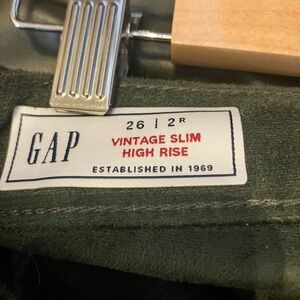 GAP
26 | 2R
VINTAGE SLIM
HIGH RISE
ESTABLISHED IN 1969